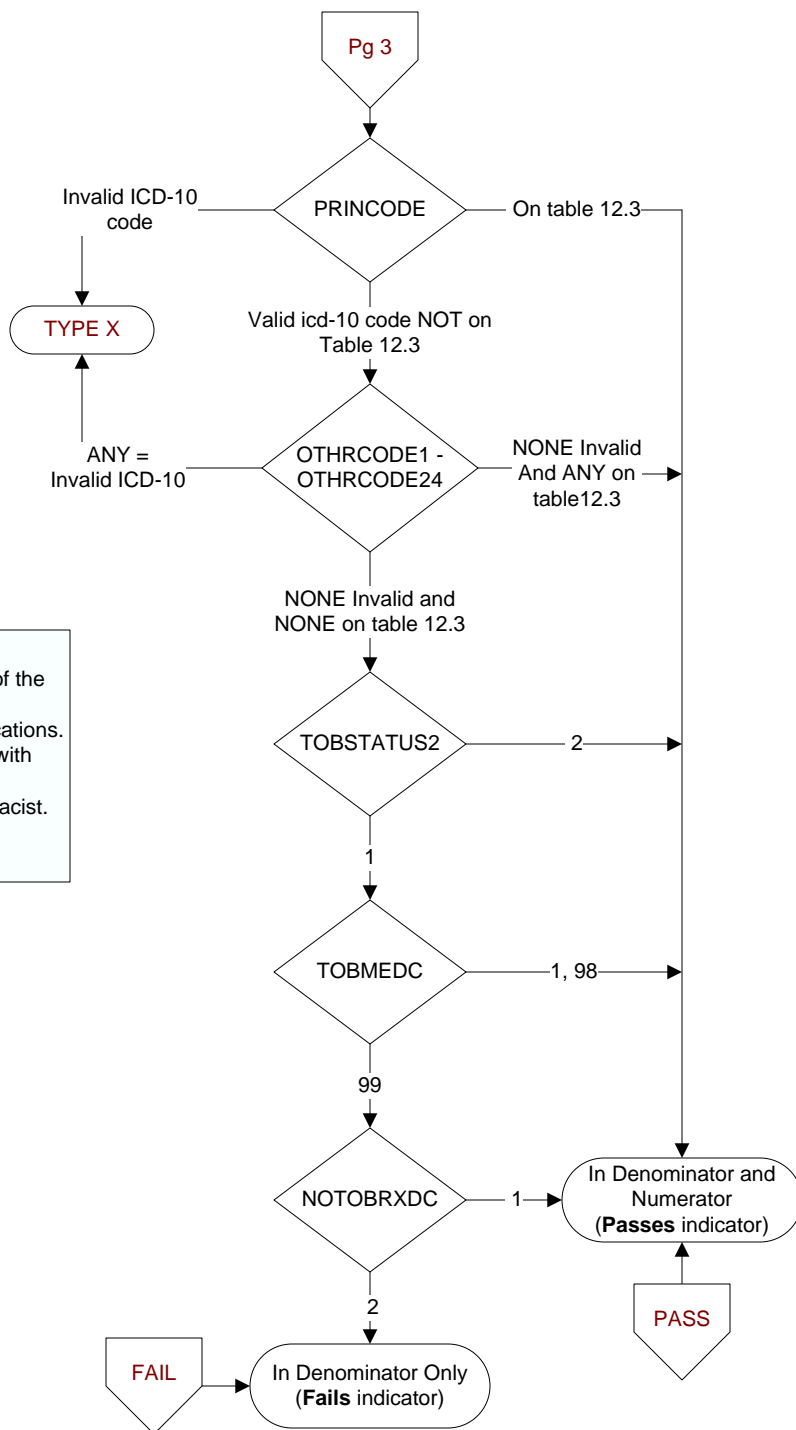 Pg 3
PRINCODE
Invalid ICD-10
code
On table 12.3
TYPE X
Valid icd-10 code NOT on
Table 12.3
OTHRCODE1 -
OTHRCODE24
ANY =
Invalid ICD-10
NONE Invalid
And ANY on
table12.3
NONE Invalid and
NONE on table 12.3
of the
cations.
with
acist.
TOBSTATUS2
2
1
TOBMEDC
1, 98
99
NOTOBRXDC
1
In Denominator and
Numerator
(Passes indicator)
2
PASS
FAIL
In Denominator Only
(Fails indicator)